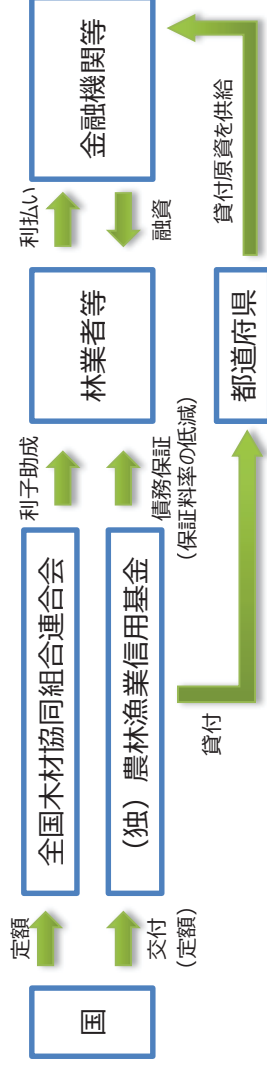 国
定額
交付
（定額）
全国木材協同組合連合会
（独）農林漁業信用基金
利子助成
債務保証
（保証料率の低減）
貸付
林業者等
都道府県
利払い
融資
貸付原資を供給
金融機関等